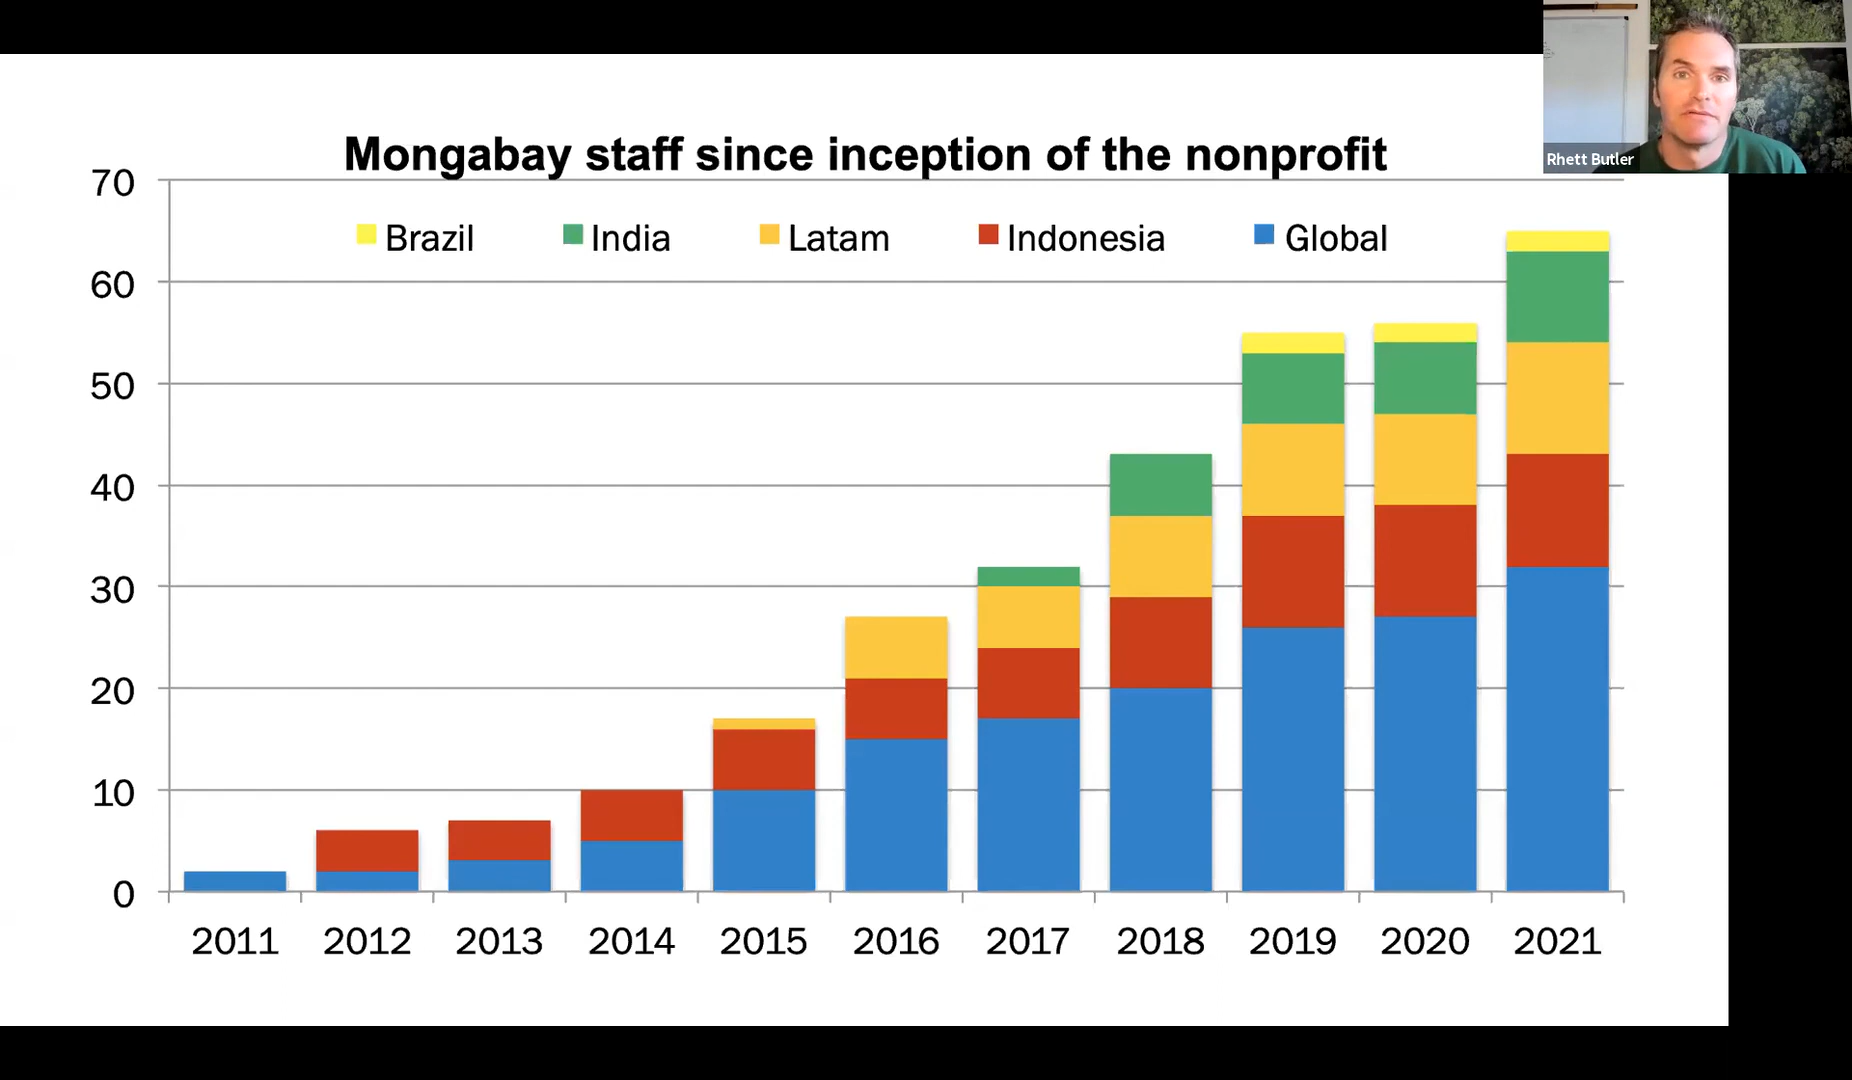 Rhett Butler
Mongabay staff since inception of the nonprofit
Brazil India Latam Indonesia Global
70
60
50
40
30
20
10
0
2011 2012 2013 2014 2015 2016 2017 2018 2019 2020 2021